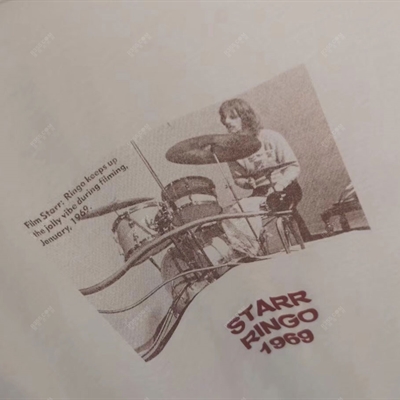 Film Starr: Ringo keeps up
the jolly vibe during filming,
January, 1969.
STARR
RINGO
1969